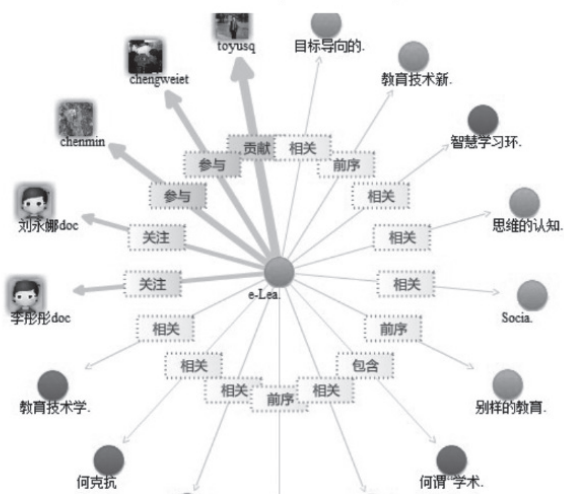 toyusq
目标导向的.
chengweiet
教育技术新.
chenmin
智慧学习环.
贡献
相关
参与
前序
参与
相关
刘永娜doc
思维的认知.
关注
相关
e-Lea.
关注
相关
李彤彤doc
Socia.
相关
前序
相关
包含
相关
前序
相关
教育技术学.
别样的教育.
何克抗
何谓"学术.